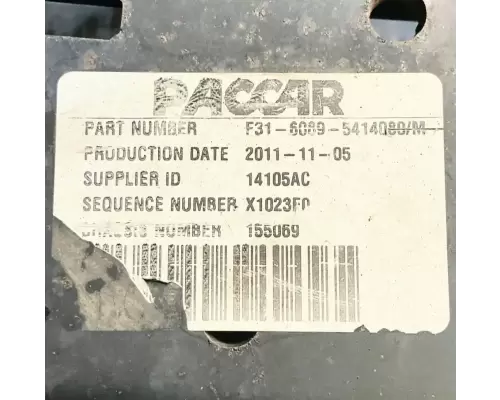 PACCAR
PART NUMBER F31-6089-5414080/M
PRODUCTION DATE 2011-11-05
SUPPLIER ID 14105AC
SEQUENCE NUMBER X1023F0
CHASSIS NUMBER 155069